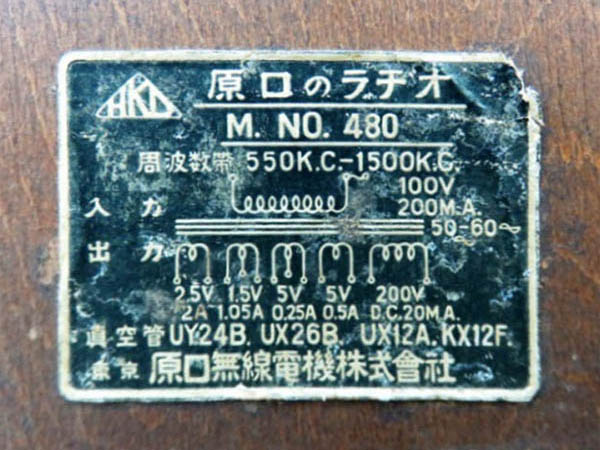 HKD
原口のラヂオ
M. NO. 480
周波数帯 550K.C-1500K.C.
100V
入力 200M.A.
50-60~
出力
2.5V 1.5V 5V 5V 200V
2A 1.05A 0.25A 0.5A D.C.20M.A.
真空管 UY24B. UX26B. UX12A. KX12F.
東京 原口無線電機株式會社